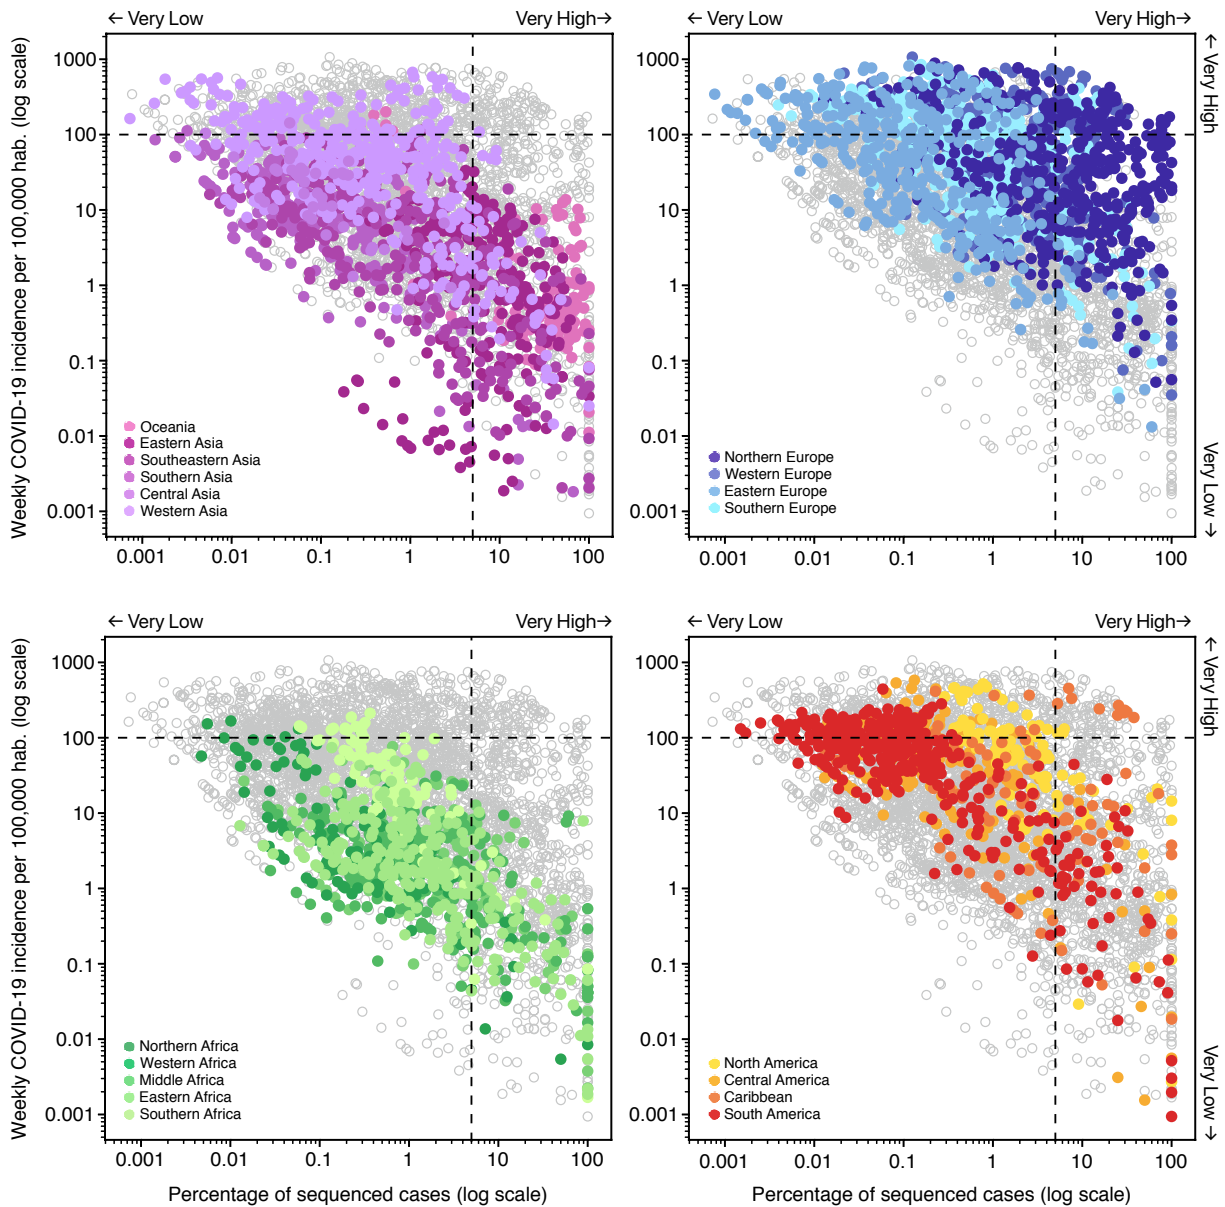 ← Very Low Very High→ ← Very Low Very High→
Weekly COVID-19 incidence per 100,000 hab. (log scale)
1000
100
10
1
0.1
0.01
0.001
Oceania
Eastern Asia
Southeastern Asia
Southern Asia
Central Asia
Western Asia
0.001 0.01 0.1 1 10 100
1000
100
10
1
0.1
0.01
0.001
Northern Europe
Western Europe
Eastern Europe
Southern Europe
0.001 0.01 0.1 1 10 100
← Very High
Very Low →
← Very Low Very High→ ← Very Low Very High→
Weekly COVID-19 incidence per 100,000 hab. (log scale)
1000
100
10
1
0.1
0.01
0.001
Northern Africa
Western Africa
Middle Africa
Eastern Africa
Southern Africa
0.001 0.01 0.1 1 10 100
Percentage of sequenced cases (log scale)
1000
100
10
1
0.1
0.01
0.001
North America
Central America
Caribbean
South America
0.001 0.01 0.1 1 10 100
Percentage of sequenced cases (log scale)
← Very High
Very Low →